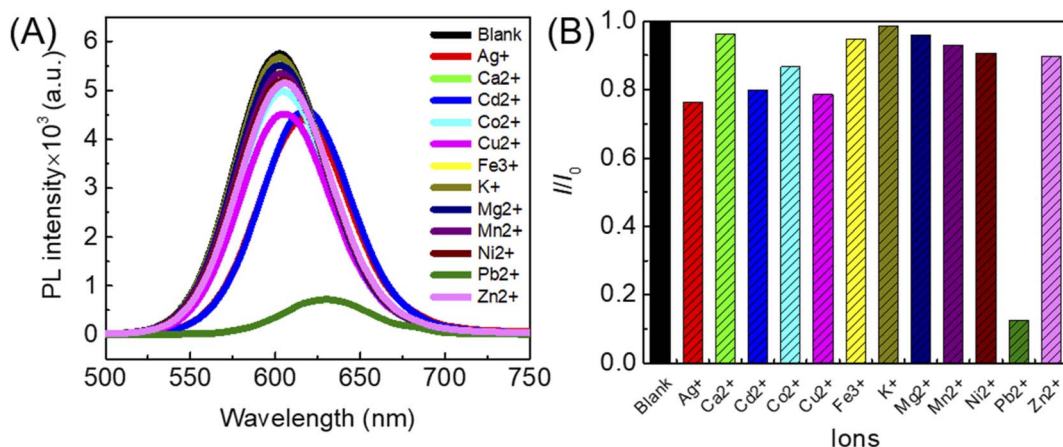 (A)
PL intensity×10³ (a.u.)
6
5
4
3
2
1
0
500 550 600 650 700 750
Wavelength (nm)
Blank
Ag+
Ca2+
Cd2+
Co2+
Cu2+
Fe3+
K+
Mg2+
Mn2+
Ni2+
Pb2+
Zn2+
(B)
I/I₀
1.0
0.8
0.6
0.4
0.2
0.0
Blank Ag+ Ca2+ Cd2+ Co2+ Cu2+ Fe3+ K+ Mg2+ Mn2+ Ni2+ Pb2+ Zn2+
Ions